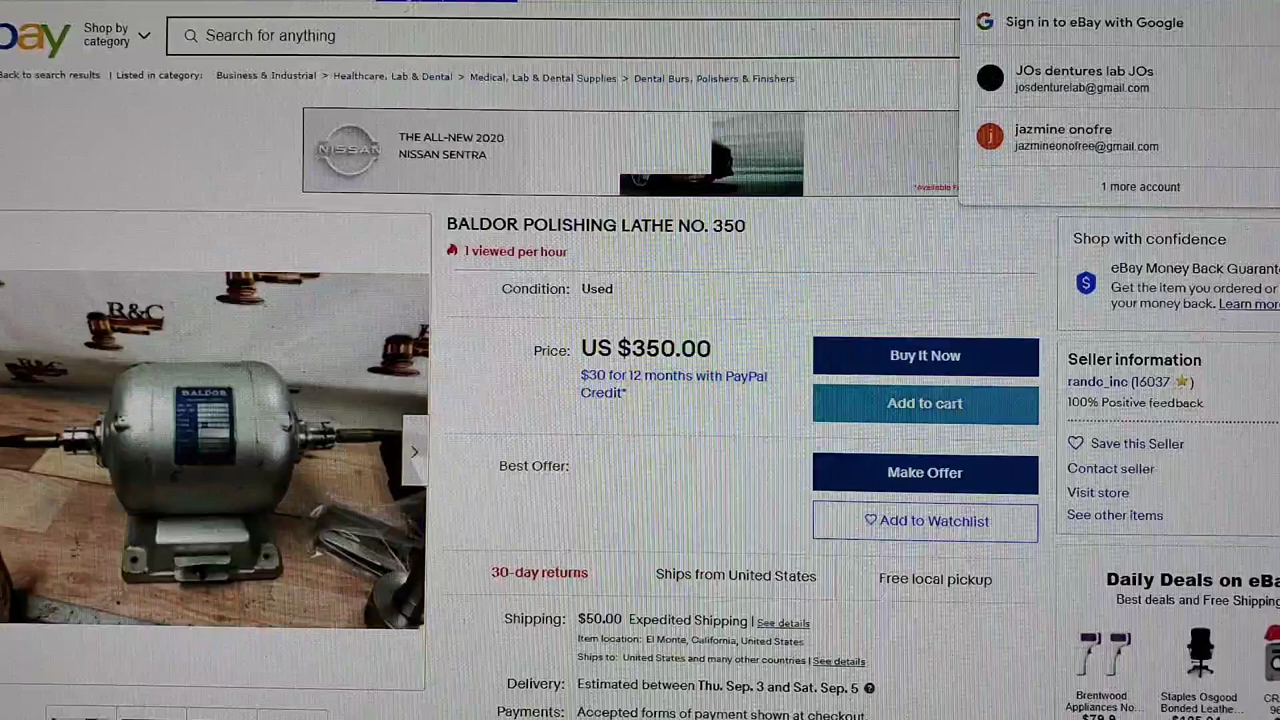 bay
Shop by category
Search for anything
Sign in to eBay with Google
JOs dentures lab JOs
josdenturelab@gmail.com
jazmine onofre
jazmineonofree@gmail.com
1 more account
Back to search results | Listed in category: Business & Industrial > Healthcare, Lab & Dental > Medical, Lab & Dental Supplies > Dental Burs, Polishers & Finishers
NISSAN
THE ALL-NEW 2020
NISSAN SENTRA
*Available
BALDOR POLISHING LATHE NO. 350
1 viewed per hour
Condition: Used
Price: US $350.00
$30 for 12 months with PayPal
Credit*
Buy It Now
Add to cart
Best Offer:
Make Offer
Add to Watchlist
30-day returns
Ships from United States
Free local pickup
Shipping: $50.00 Expedited Shipping | See details
Item location: El Monte, California, United States
Ships to: United States and many other countries | See details
Delivery: Estimated between Thu. Sep. 3 and Sat. Sep. 5
Payments: Accepted forms of payment shown at checkout
R&C
R&C
BALDOR
Shop with confidence
eBay Money Back Guarant
Get the item you ordered or
your money back. Learn mor
Seller information
randc_inc (16037)
100% Positive feedback
Save this Seller
Contact seller
Visit store
See other items
Daily Deals on eBa
Best deals and Free Shipping
Brentwood
Appliances No...
Staples Osgood
Bonded Leathe...